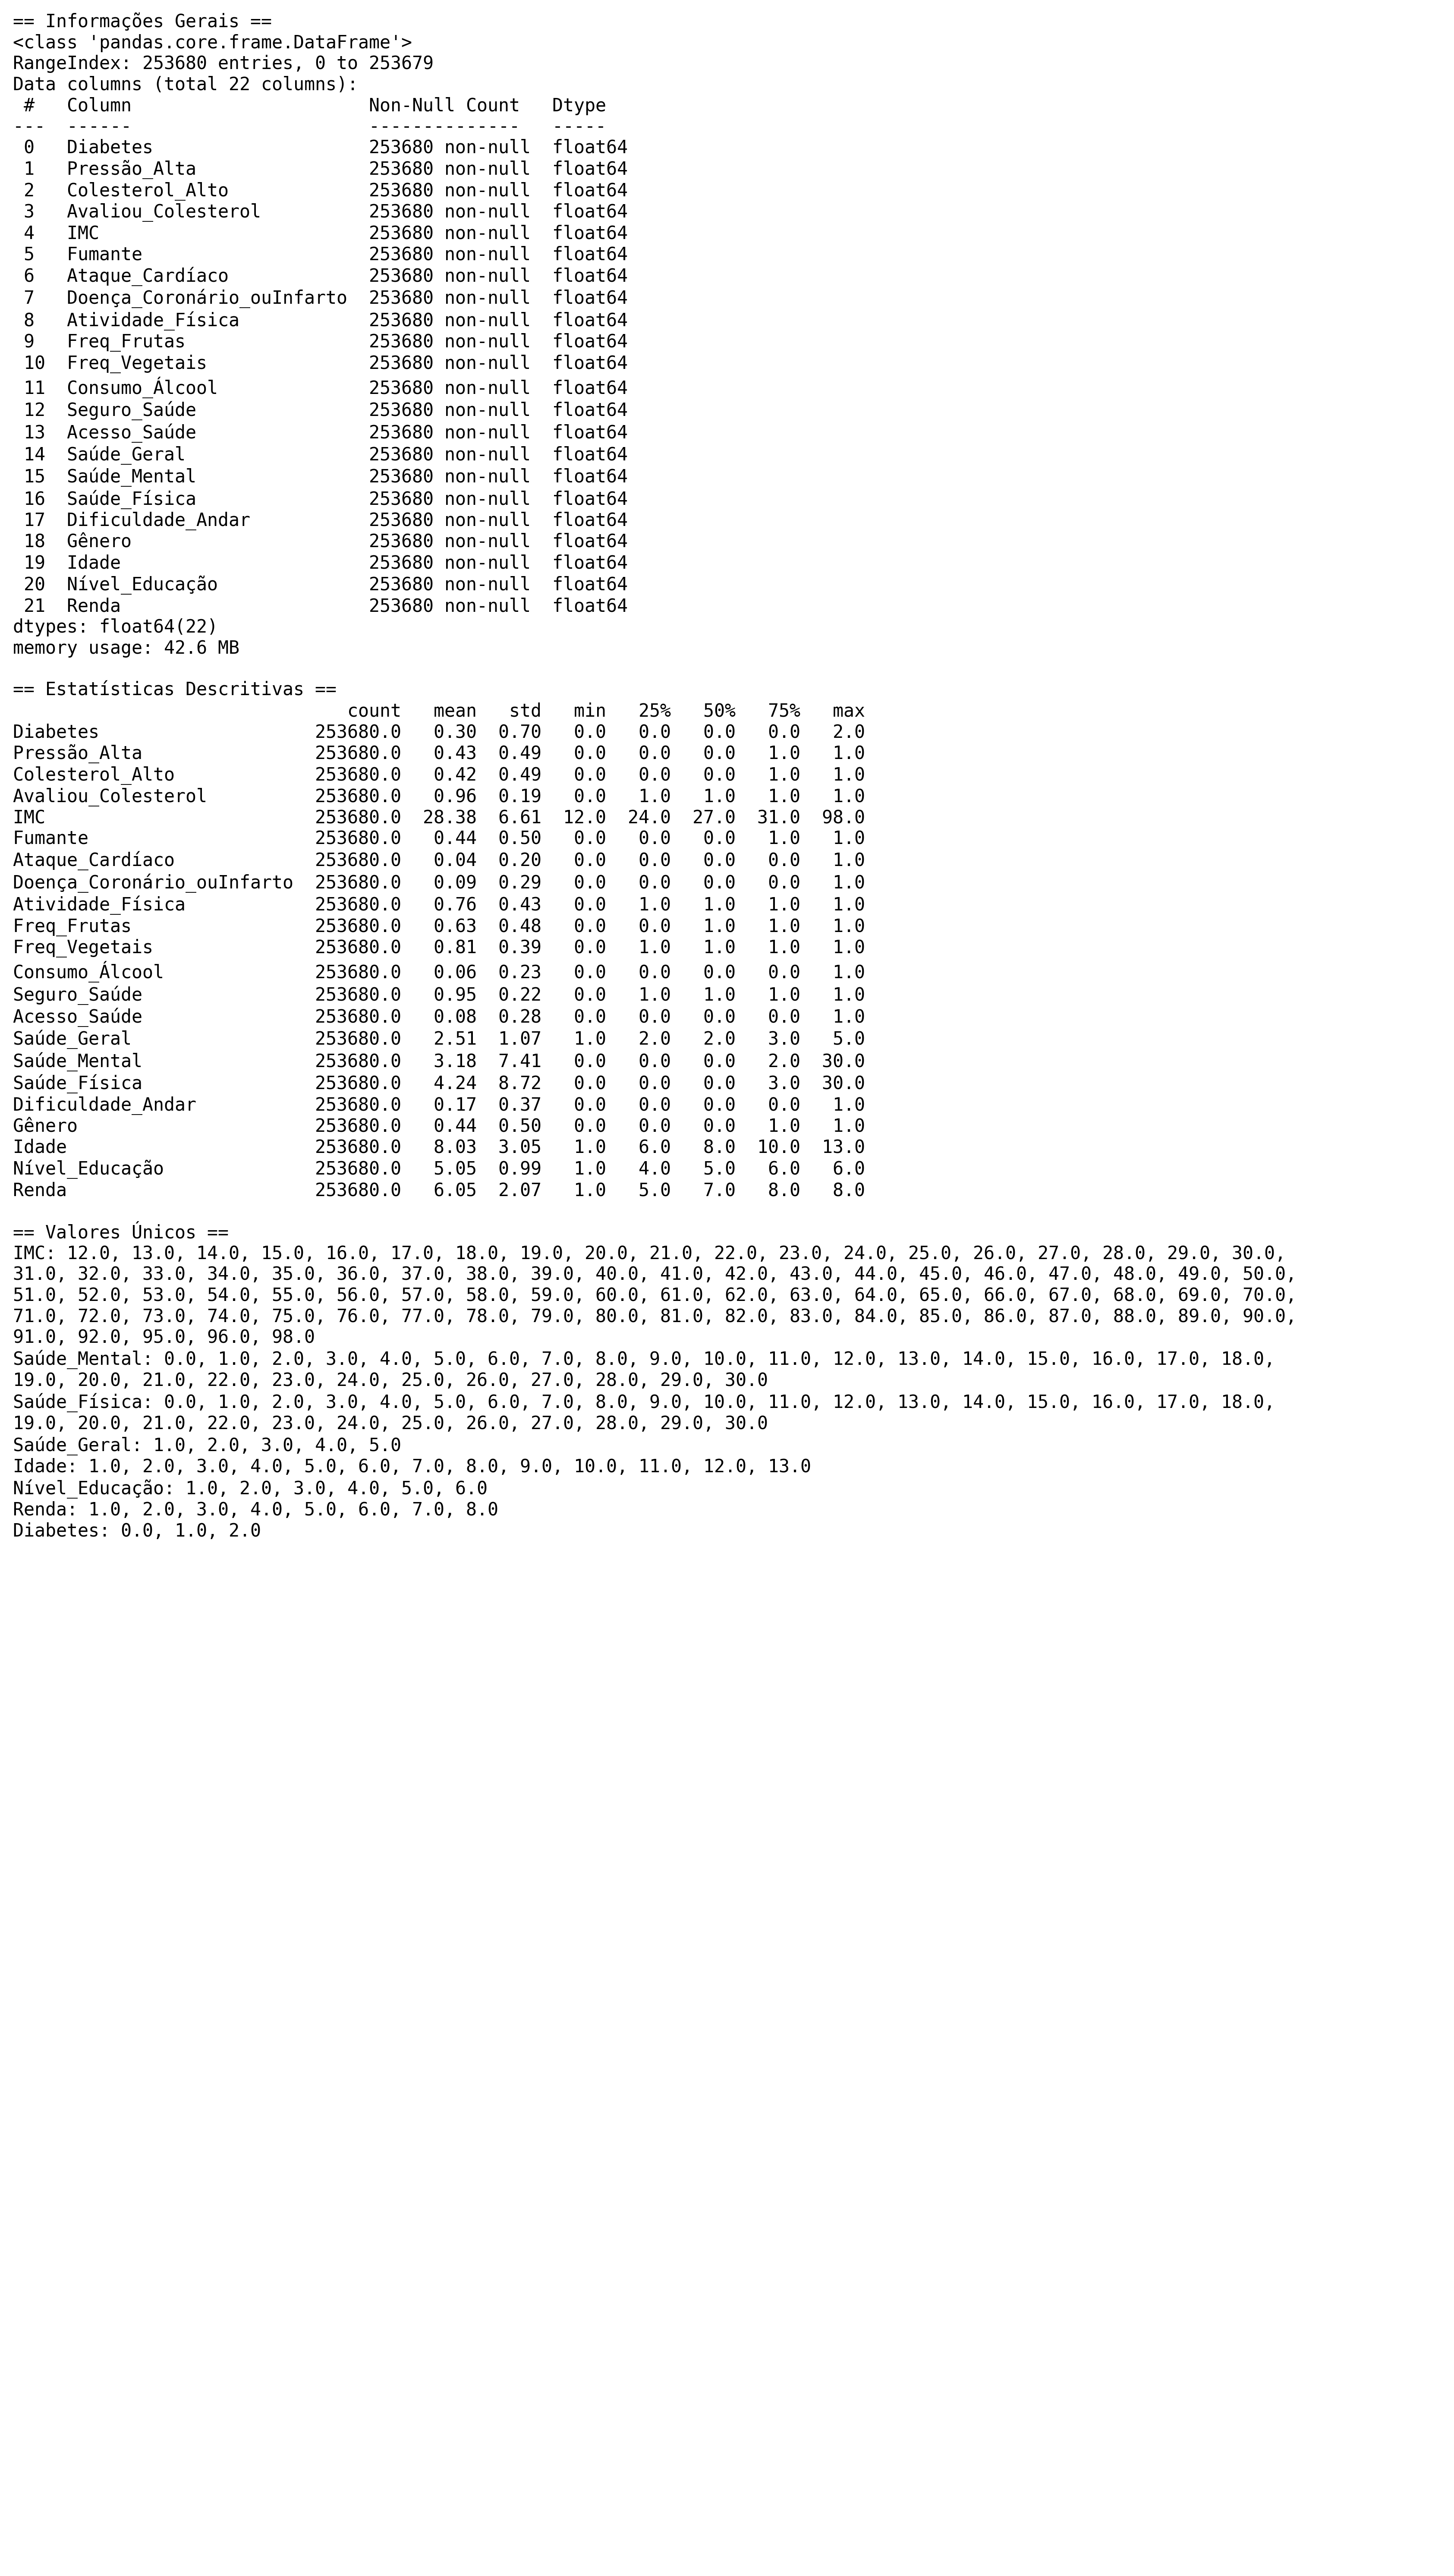 == Informações Gerais ==
<class 'pandas.core.frame.DataFrame'>
RangeIndex: 253680 entries, 0 to 253679
Data columns (total 22 columns):
 #   Column                      Non-Null Count   Dtype
---  ------                      --------------   -----
 0   Diabetes                    253680 non-null  float64
 1   Pressão_Alta                253680 non-null  float64
 2   Colesterol_Alto             253680 non-null  float64
 3   Avaliou_Colesterol          253680 non-null  float64
 4   IMC                         253680 non-null  float64
 5   Fumante                     253680 non-null  float64
 6   Ataque_Cardíaco             253680 non-null  float64
 7   Doença_Coronário_ouInfarto  253680 non-null  float64
 8   Atividade_Física            253680 non-null  float64
 9   Freq_Frutas                 253680 non-null  float64
 10  Freq_Vegetais               253680 non-null  float64
 11  Consumo_Álcool              253680 non-null  float64
 12  Seguro_Saúde                253680 non-null  float64
 13  Acesso_Saúde                253680 non-null  float64
 14  Saúde_Geral                 253680 non-null  float64
 15  Saúde_Mental                253680 non-null  float64
 16  Saúde_Física                253680 non-null  float64
 17  Dificuldade_Andar           253680 non-null  float64
 18  Gênero                      253680 non-null  float64
 19  Idade                       253680 non-null  float64
 20  Nível_Educação              253680 non-null  float64
 21  Renda                       253680 non-null  float64
dtypes: float64(22)
memory usage: 42.6 MB

== Estatísticas Descritivas ==
                               count   mean   std   min   25%   50%   75%   max
Diabetes                    253680.0   0.30  0.70   0.0   0.0   0.0   0.0   2.0
Pressão_Alta                253680.0   0.43  0.49   0.0   0.0   0.0   1.0   1.0
Colesterol_Alto             253680.0   0.42  0.49   0.0   0.0   0.0   1.0   1.0
Avaliou_Colesterol          253680.0   0.96  0.19   0.0   1.0   1.0   1.0   1.0
IMC                         253680.0  28.38  6.61  12.0  24.0  27.0  31.0  98.0
Fumante                     253680.0   0.44  0.50   0.0   0.0   0.0   1.0   1.0
Ataque_Cardíaco             253680.0   0.04  0.20   0.0   0.0   0.0   0.0   1.0
Doença_Coronário_ouInfarto  253680.0   0.09  0.29   0.0   0.0   0.0   0.0   1.0
Atividade_Física            253680.0   0.76  0.43   0.0   1.0   1.0   1.0   1.0
Freq_Frutas                 253680.0   0.63  0.48   0.0   0.0   1.0   1.0   1.0
Freq_Vegetais               253680.0   0.81  0.39   0.0   1.0   1.0   1.0   1.0
Consumo_Álcool              253680.0   0.06  0.23   0.0   0.0   0.0   0.0   1.0
Seguro_Saúde                253680.0   0.95  0.22   0.0   1.0   1.0   1.0   1.0
Acesso_Saúde                253680.0   0.08  0.28   0.0   0.0   0.0   0.0   1.0
Saúde_Geral                 253680.0   2.51  1.07   1.0   2.0   2.0   3.0   5.0
Saúde_Mental                253680.0   3.18  7.41   0.0   0.0   0.0   2.0  30.0
Saúde_Física                253680.0   4.24  8.72   0.0   0.0   0.0   3.0  30.0
Dificuldade_Andar           253680.0   0.17  0.37   0.0   0.0   0.0   0.0   1.0
Gênero                      253680.0   0.44  0.50   0.0   0.0   0.0   1.0   1.0
Idade                       253680.0   8.03  3.05   1.0   6.0   8.0  10.0  13.0
Nível_Educação              253680.0   5.05  0.99   1.0   4.0   5.0   6.0   6.0
Renda                       253680.0   6.05  2.07   1.0   5.0   7.0   8.0   8.0

== Valores Únicos ==
IMC: 12.0, 13.0, 14.0, 15.0, 16.0, 17.0, 18.0, 19.0, 20.0, 21.0, 22.0, 23.0, 24.0, 25.0, 26.0, 27.0, 28.0, 29.0, 30.0,
31.0, 32.0, 33.0, 34.0, 35.0, 36.0, 37.0, 38.0, 39.0, 40.0, 41.0, 42.0, 43.0, 44.0, 45.0, 46.0, 47.0, 48.0, 49.0, 50.0,
51.0, 52.0, 53.0, 54.0, 55.0, 56.0, 57.0, 58.0, 59.0, 60.0, 61.0, 62.0, 63.0, 64.0, 65.0, 66.0, 67.0, 68.0, 69.0, 70.0,
71.0, 72.0, 73.0, 74.0, 75.0, 76.0, 77.0, 78.0, 79.0, 80.0, 81.0, 82.0, 83.0, 84.0, 85.0, 86.0, 87.0, 88.0, 89.0, 90.0,
91.0, 92.0, 95.0, 96.0, 98.0
Saúde_Mental: 0.0, 1.0, 2.0, 3.0, 4.0, 5.0, 6.0, 7.0, 8.0, 9.0, 10.0, 11.0, 12.0, 13.0, 14.0, 15.0, 16.0, 17.0, 18.0,
19.0, 20.0, 21.0, 22.0, 23.0, 24.0, 25.0, 26.0, 27.0, 28.0, 29.0, 30.0
Saúde_Física: 0.0, 1.0, 2.0, 3.0, 4.0, 5.0, 6.0, 7.0, 8.0, 9.0, 10.0, 11.0, 12.0, 13.0, 14.0, 15.0, 16.0, 17.0, 18.0,
19.0, 20.0, 21.0, 22.0, 23.0, 24.0, 25.0, 26.0, 27.0, 28.0, 29.0, 30.0
Saúde_Geral: 1.0, 2.0, 3.0, 4.0, 5.0
Idade: 1.0, 2.0, 3.0, 4.0, 5.0, 6.0, 7.0, 8.0, 9.0, 10.0, 11.0, 12.0, 13.0
Nível_Educação: 1.0, 2.0, 3.0, 4.0, 5.0, 6.0
Renda: 1.0, 2.0, 3.0, 4.0, 5.0, 6.0, 7.0, 8.0
Diabetes: 0.0, 1.0, 2.0